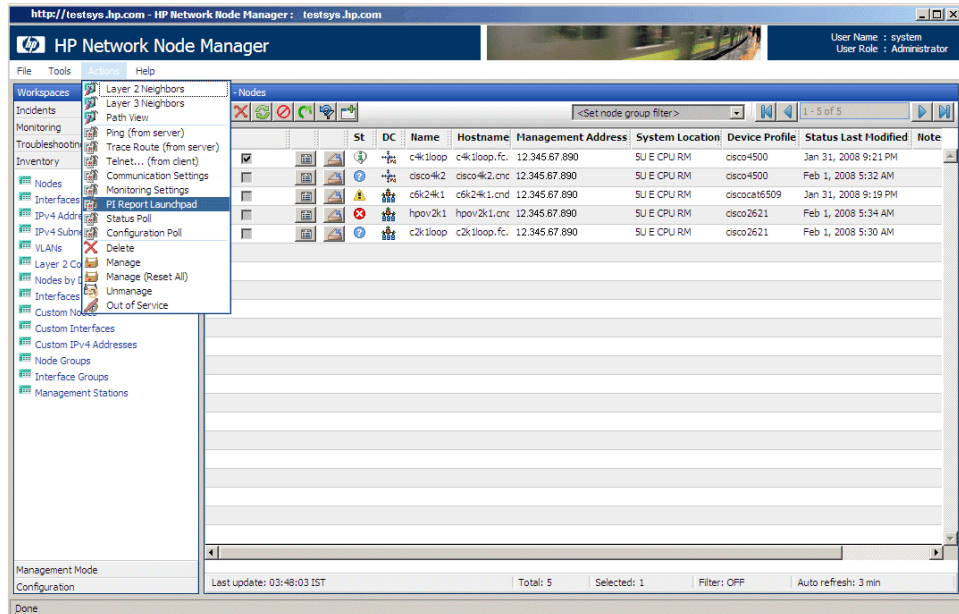 http://testsys.hp.com - HP Network Node Manager : testsys.hp.com
hp HP Network Node Manager
User Name : system
User Role : Administrator
File Tools Actions Help
Workspaces
Incidents
Monitoring
Troubleshooting
Inventory
Nodes
Interfaces
IPv4 Addre
IPv4 Subne
VLANs
Layer 2 Co
Nodes by D
Interfaces
Custom Nodes
Custom Interfaces
Custom IPv4 Addresses
Node Groups
Interface Groups
Management Stations
Management Mode
Configuration
Layer 2 Neighbors
Layer 3 Neighbors
Path View
Ping (from server)
Trace Route (from server)
Telnet... (from client)
Communication Settings
Monitoring Settings
PI Report Launchpad
Status Poll
Configuration Poll
Delete
Manage
Manage (Reset All)
Unmanage
Out of Service
- Nodes
<Set node group filter> 1 - 5 of 5
St DC Name Hostname Management Address System Location Device Profile Status Last Modified Note
c4k1loop c4k1loop.fc. 12.345.67.890 5U E CPU RM cisco4500 Jan 31, 2008 9:21 PM
cisco4k2 cisco4k2.cnd 12.345.67.890 5U E CPU RM cisco4500 Feb 1, 2008 5:32 AM
c6k24k1 c6k24k1.cnd 12.345.67.890 5U E CPU RM ciscocat6509 Jan 31, 2008 9:19 PM
hpov2k1 hpov2k1.cnc 12.345.67.890 5U E CPU RM cisco2621 Feb 1, 2008 5:34 AM
c2k1loop c2k1loop.fc. 12.345.67.890 5U E CPU RM cisco2621 Feb 1, 2008 5:30 AM
Last update: 03:48:03 IST Total: 5 Selected: 1 Filter: OFF Auto refresh: 3 min
Done